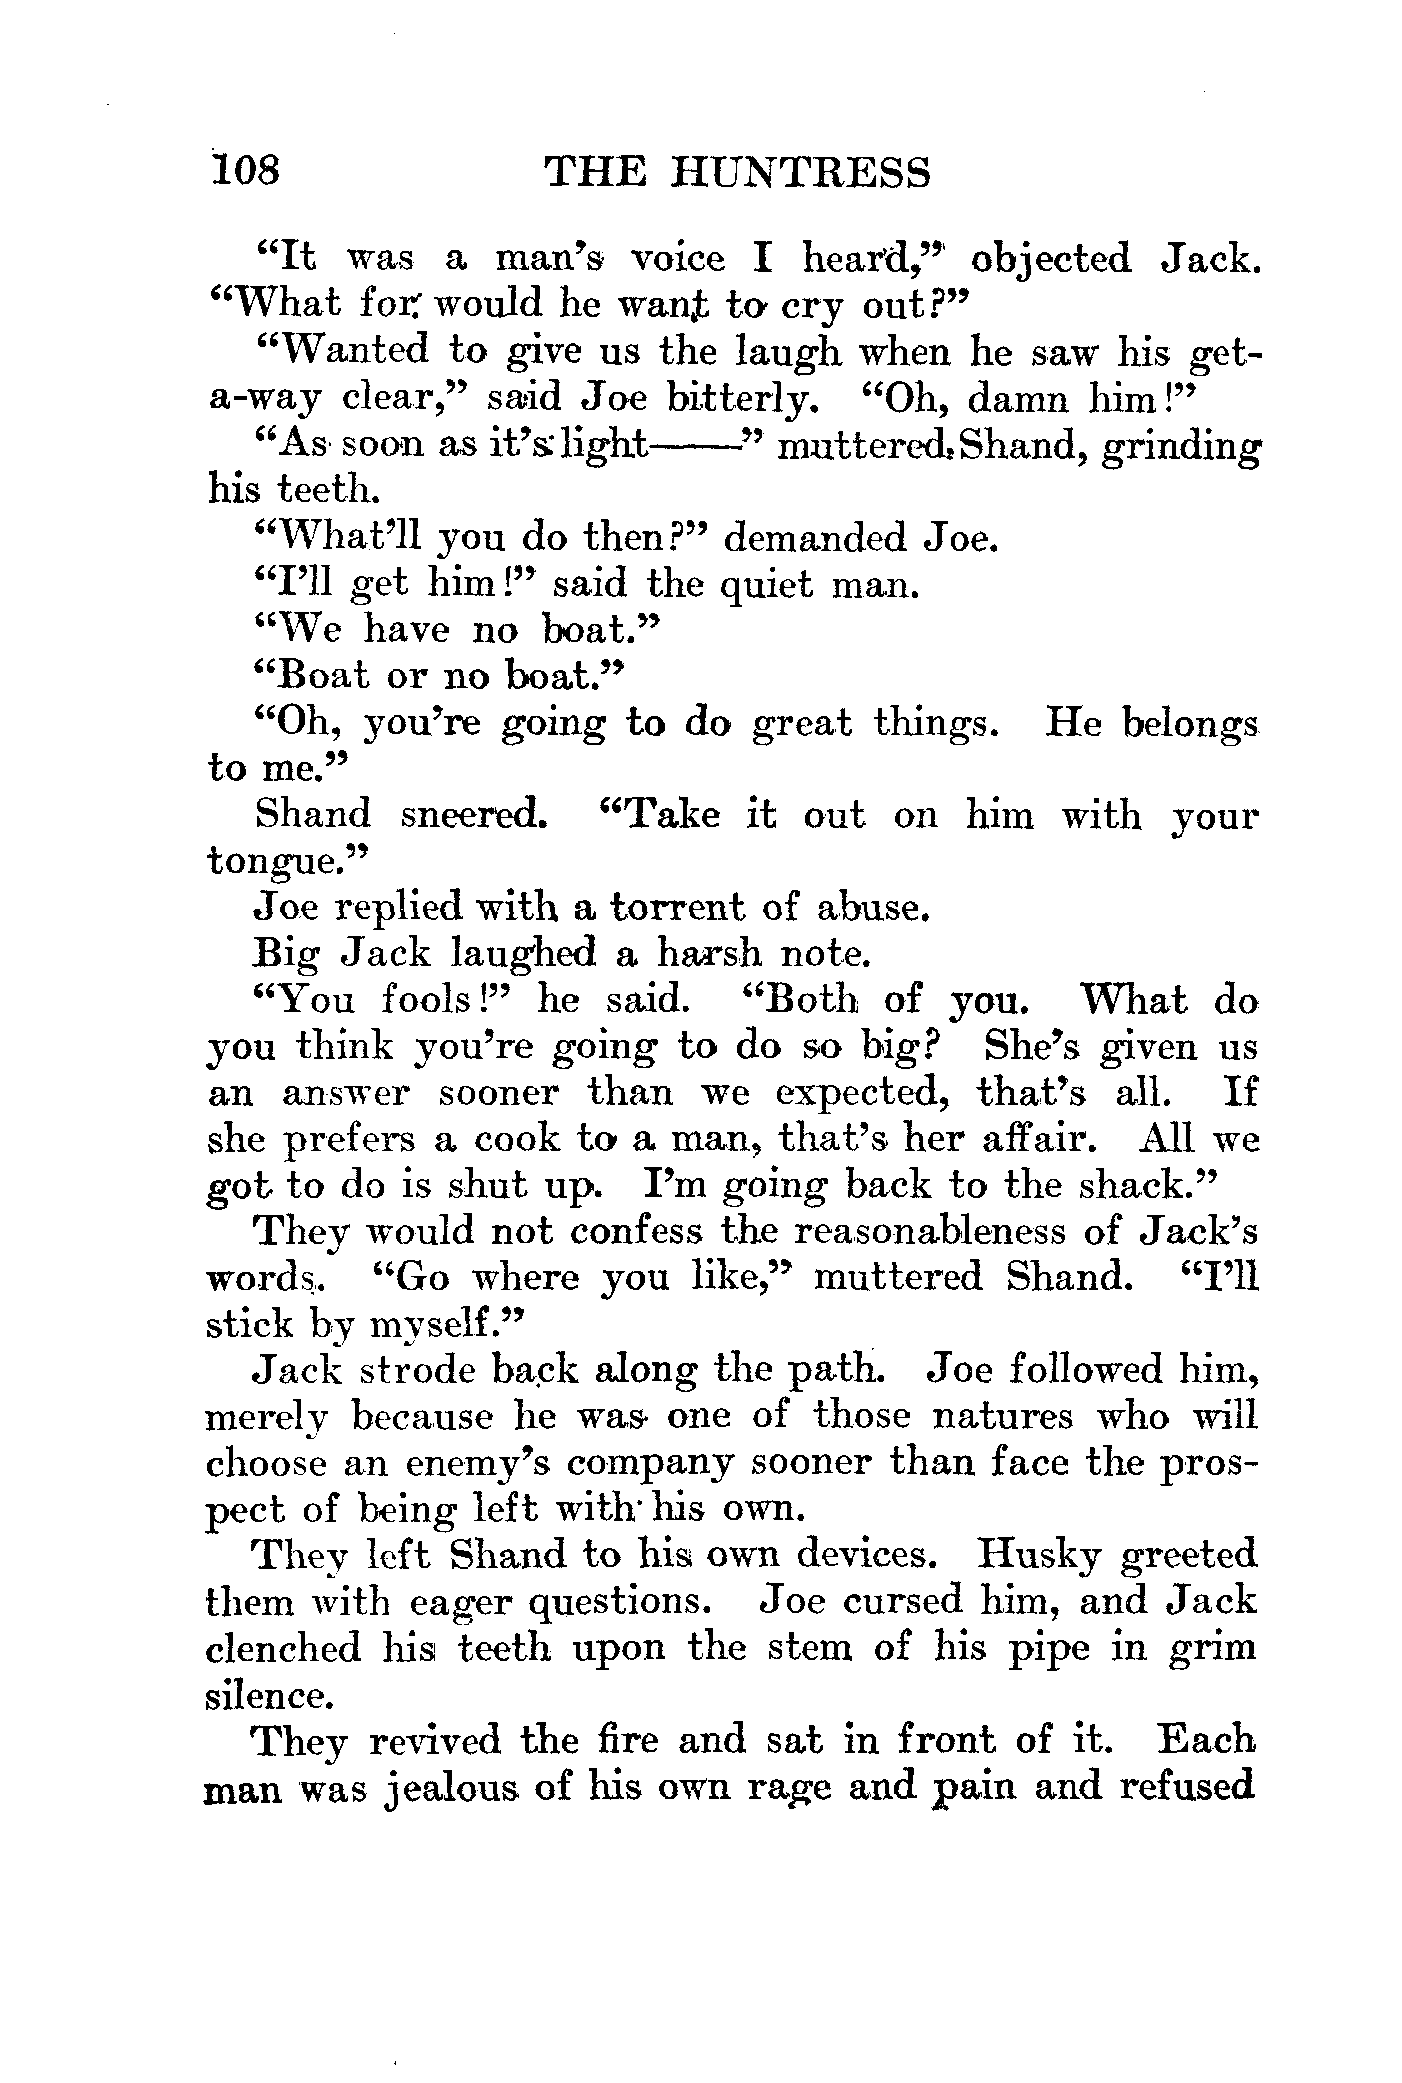 108 THE HUNTRESS
“It was a man’s voice I heard,” objected Jack.
“What for would he want to cry out?”
“Wanted to give us the laugh when he saw his get-
a-way clear,” said Joe bitterly. “Oh, damn him!”
“As soon as it’s light——” muttered Shand, grinding
his teeth.
“What’ll you do then?” demanded Joe.
“I’ll get him!” said the quiet man.
“We have no boat.”
“Boat or no boat.”
“Oh, you’re going to do great things. He belongs
to me.”
Shand sneered. “Take it out on him with your
tongue.”
Joe replied with a torrent of abuse.
Big Jack laughed a harsh note.
“You fools!” he said. “Both of you. What do
you think you’re going to do so big? She’s given us
an answer sooner than we expected, that’s all. If
she prefers a cook to a man, that’s her affair. All we
got to do is shut up. I’m going back to the shack.”
They would not confess the reasonableness of Jack’s
words. “Go where you like,” muttered Shand. “I’ll
stick by myself.”
Jack strode back along the path. Joe followed him,
merely because he was one of those natures who will
choose an enemy’s company sooner than face the pros-
pect of being left with his own.
They left Shand to his own devices. Husky greeted
them with eager questions. Joe cursed him, and Jack
clenched his teeth upon the stem of his pipe in grim
silence.
They revived the fire and sat in front of it. Each
man was jealous of his own rage and pain and refused